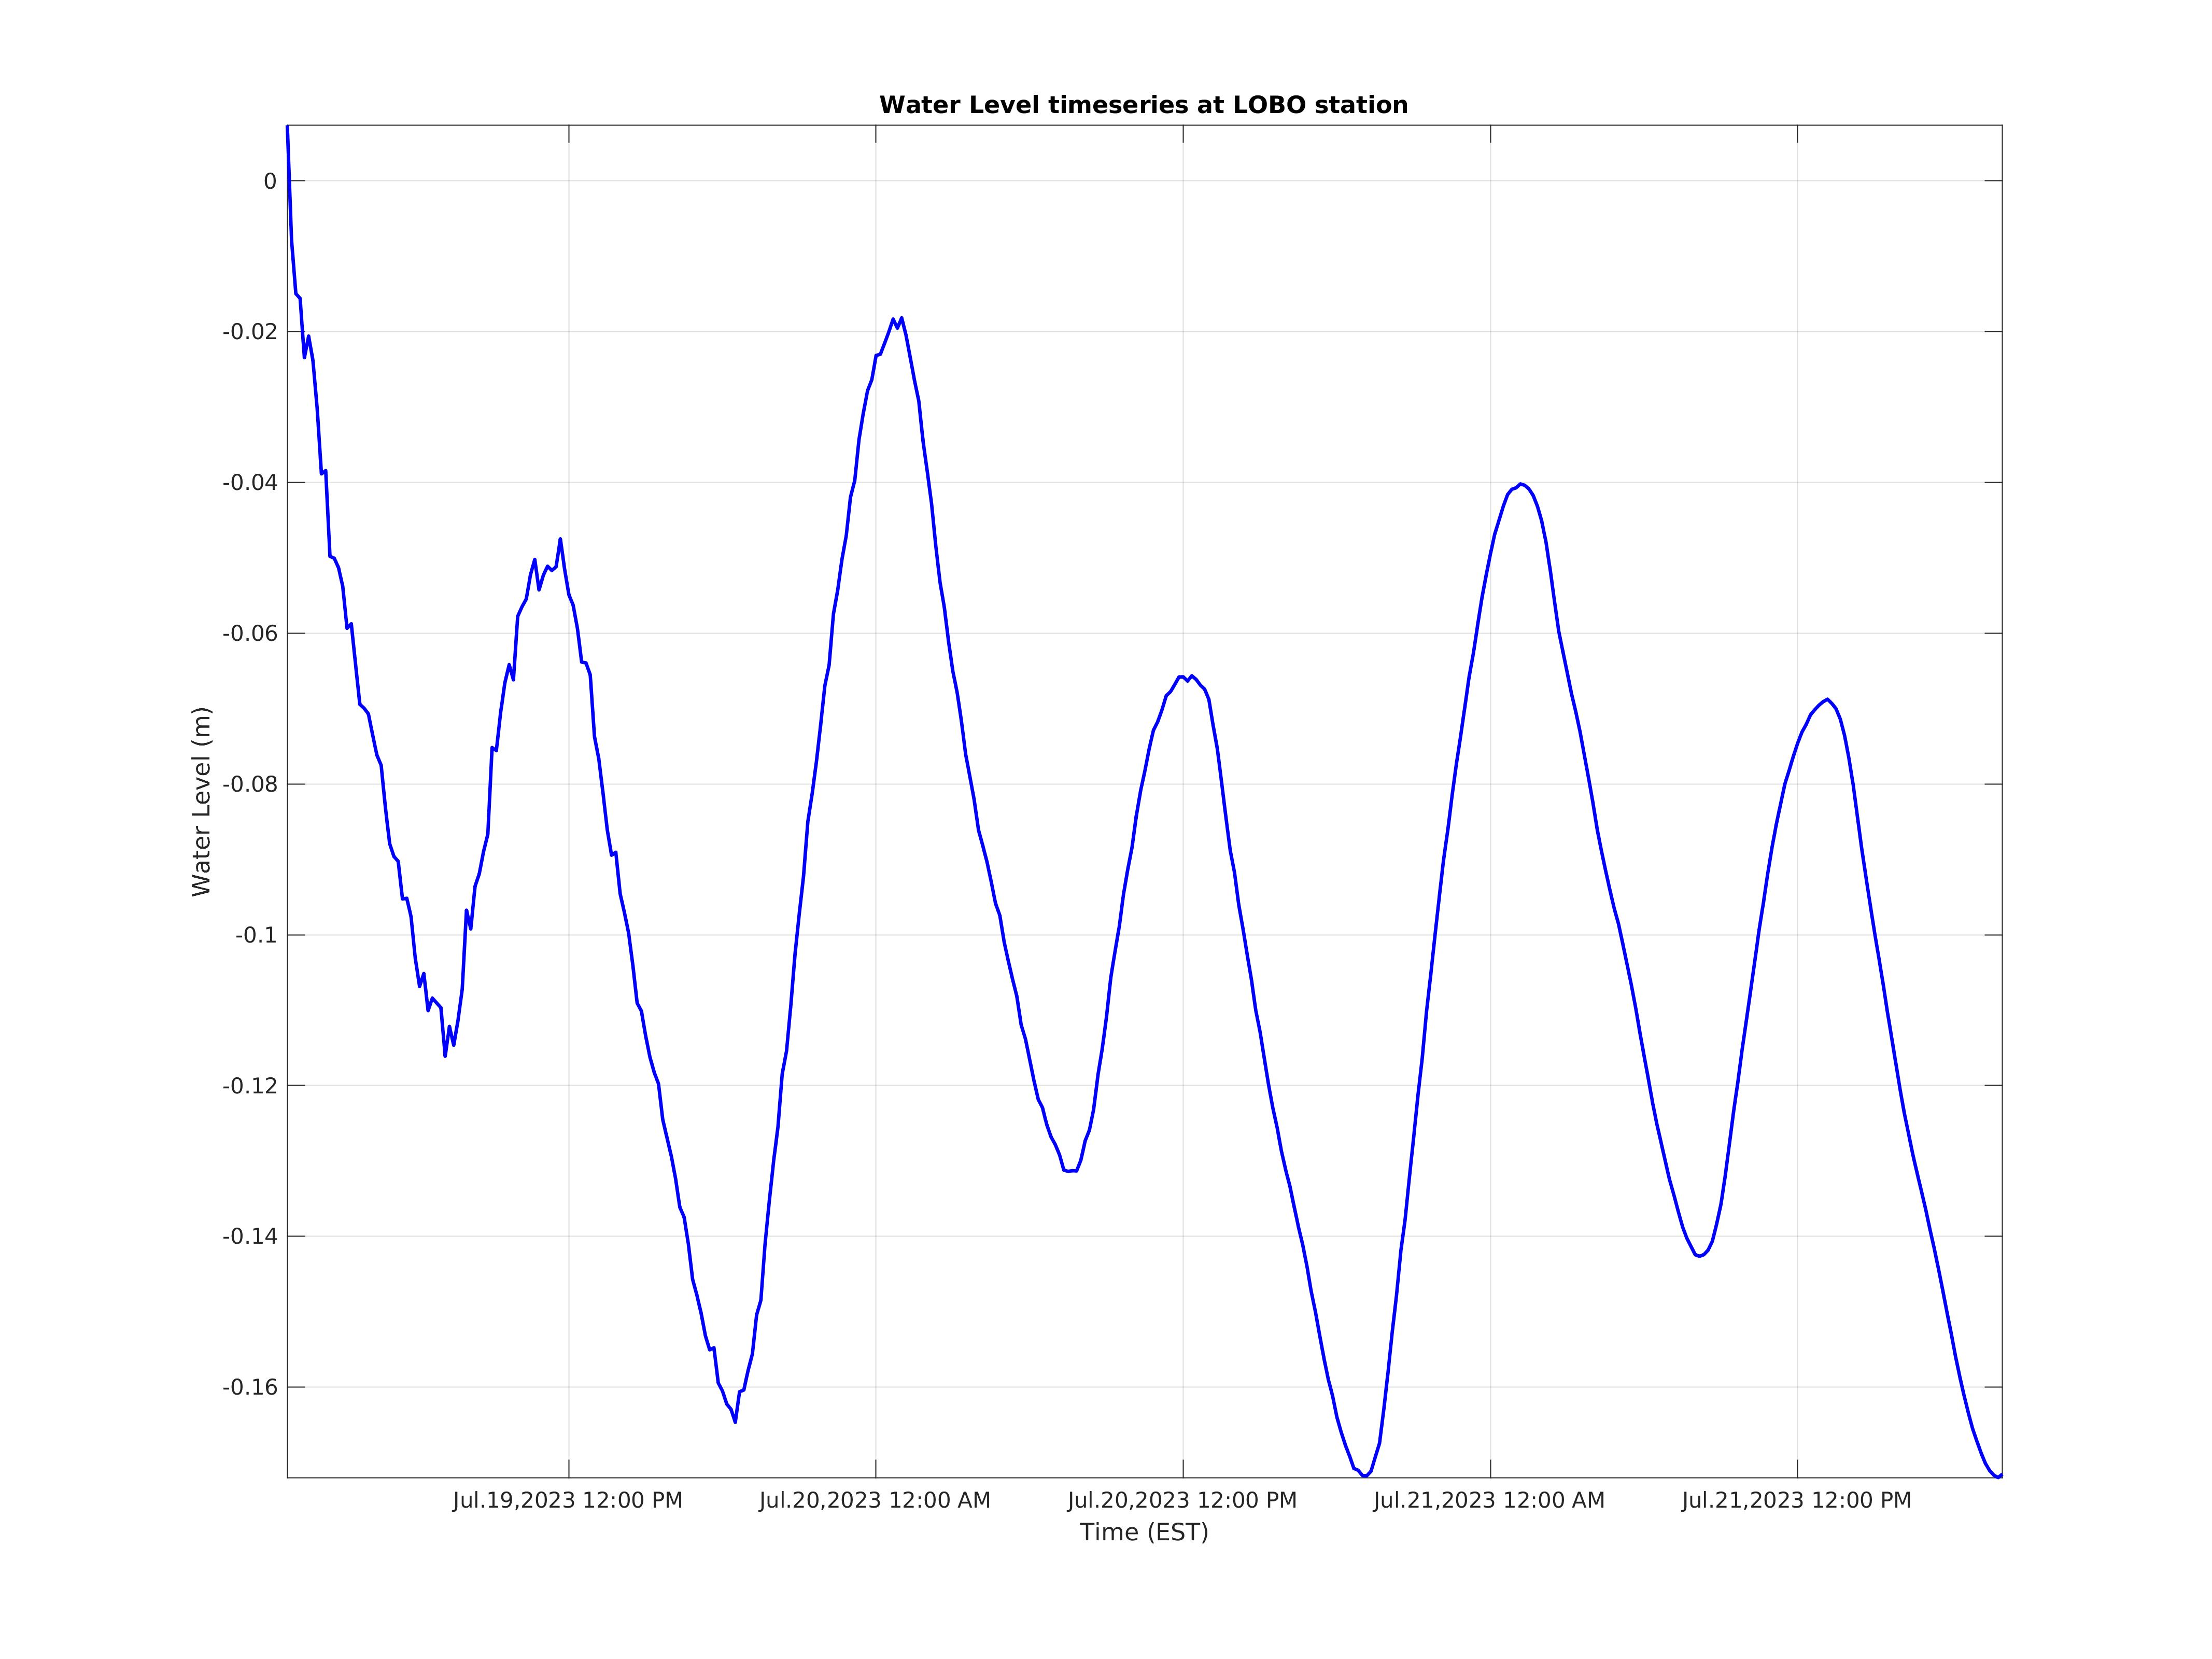 Water Level timeseries at LOBO station
0
-0.02
-0.04
-0.06
-0.08
-0.1
-0.12
-0.14
-0.16
Water Level (m)
Jul.19,2023 12:00 PM
Jul.20,2023 12:00 AM
Jul.20,2023 12:00 PM
Jul.21,2023 12:00 AM
Jul.21,2023 12:00 PM
Time (EST)